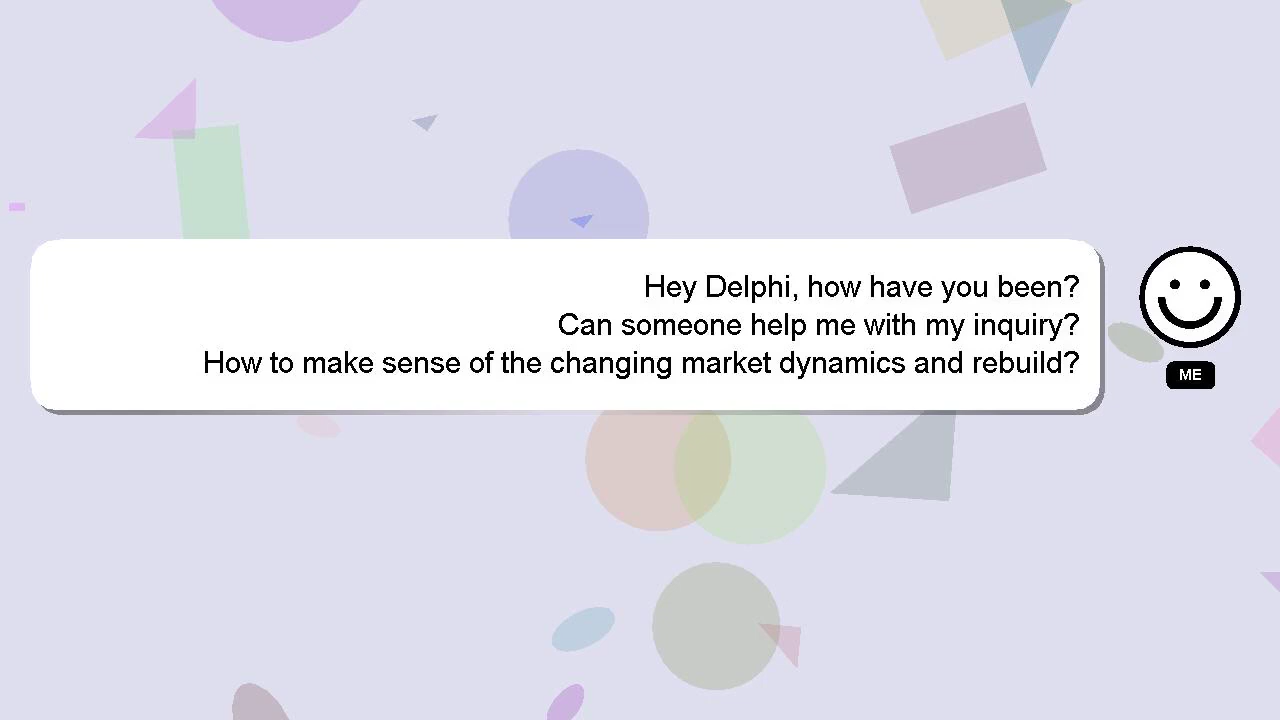 Hey Delphi, how have you been?
Can someone help me with my inquiry?
How to make sense of the changing market dynamics and rebuild?
ME